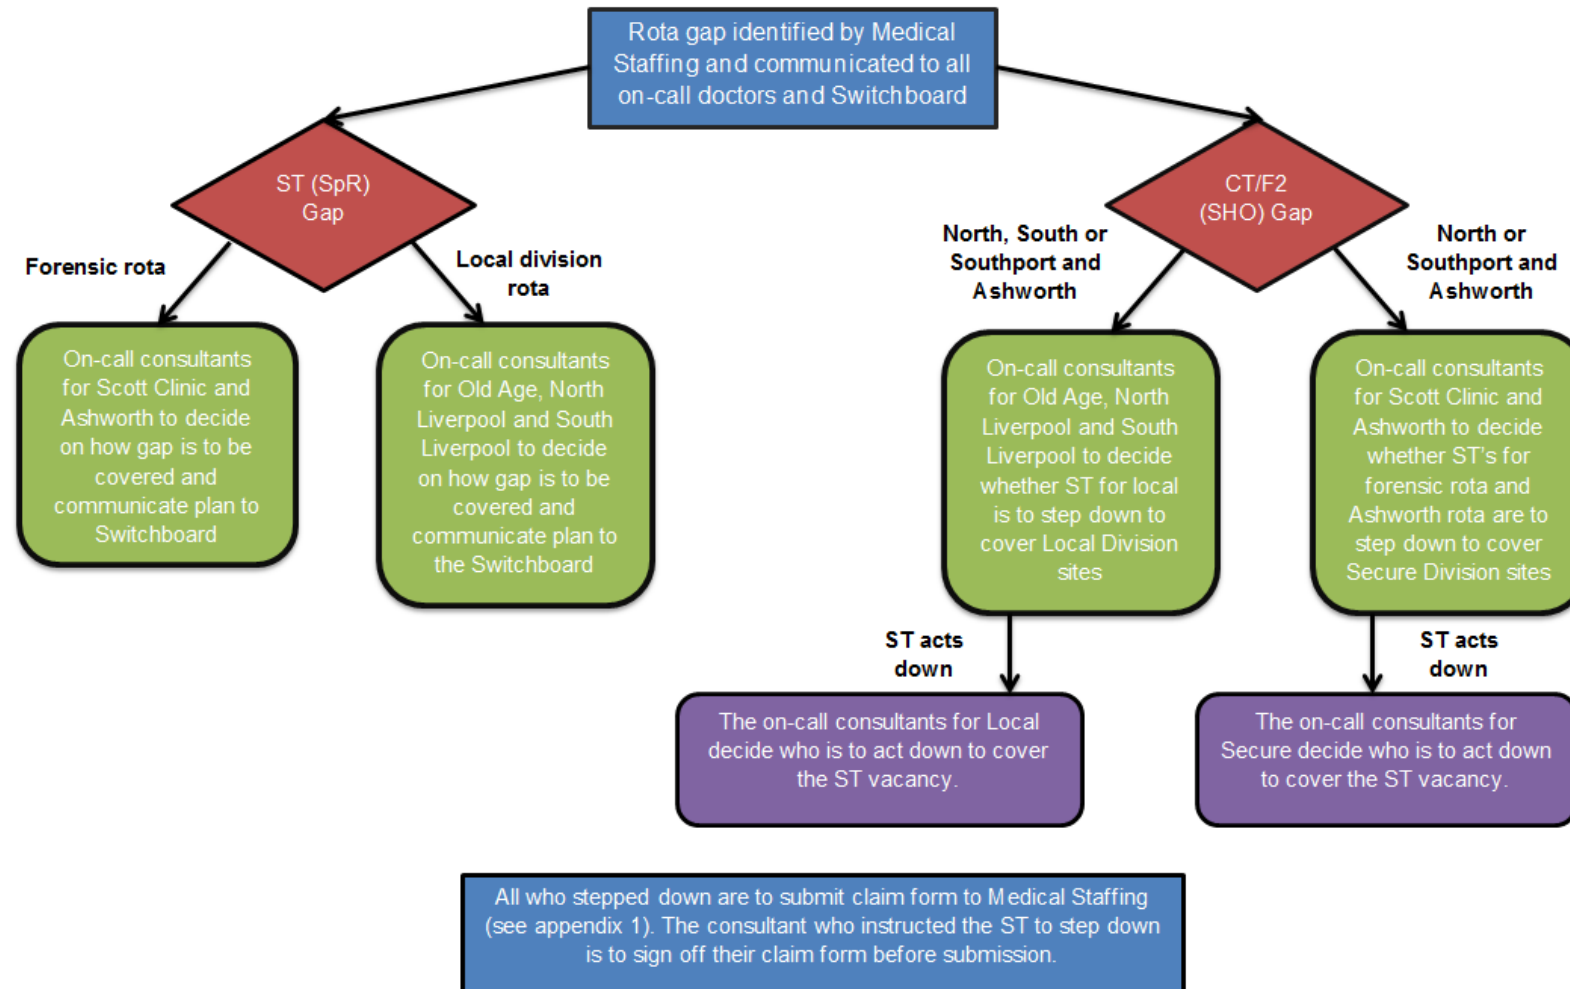 Rota gap identified by Medical
Staffing and communicated to all
on-call doctors and Switchboard
ST (SpR)
Gap
CT/F2
(SHO) Gap
Forensic rota
Local division
rota
North, South or
Southport and
Ashworth
North or
Southport and
Ashworth
On-call consultants
for Scott Clinic and
Ashworth to decide
on how gap is to be
covered and
communicate plan to
Switchboard
On-call consultants
for Old Age, North
Liverpool and South
Liverpool to decide
on how gap is to be
covered and
communicate plan to
the Switchboard
On-call consultants
for Old Age, North
Liverpool and South
Liverpool to decide
whether ST for local
is to step down to
cover Local Division
sites
On-call consultants
for Scott Clinic and
Ashworth to decide
whether ST's for
forensic rota and
Ashworth rota are to
step down to cover
Secure Division sites
ST acts
down
ST acts
down
The on-call consultants for Local
decide who is to act down to cover
the ST vacancy.
The on-call consultants for
Secure decide who is to act down
to cover the ST vacancy.
All who stepped down are to submit claim form to Medical Staffing
(see appendix 1). The consultant who instructed the ST to step down
is to sign off their claim form before submission.